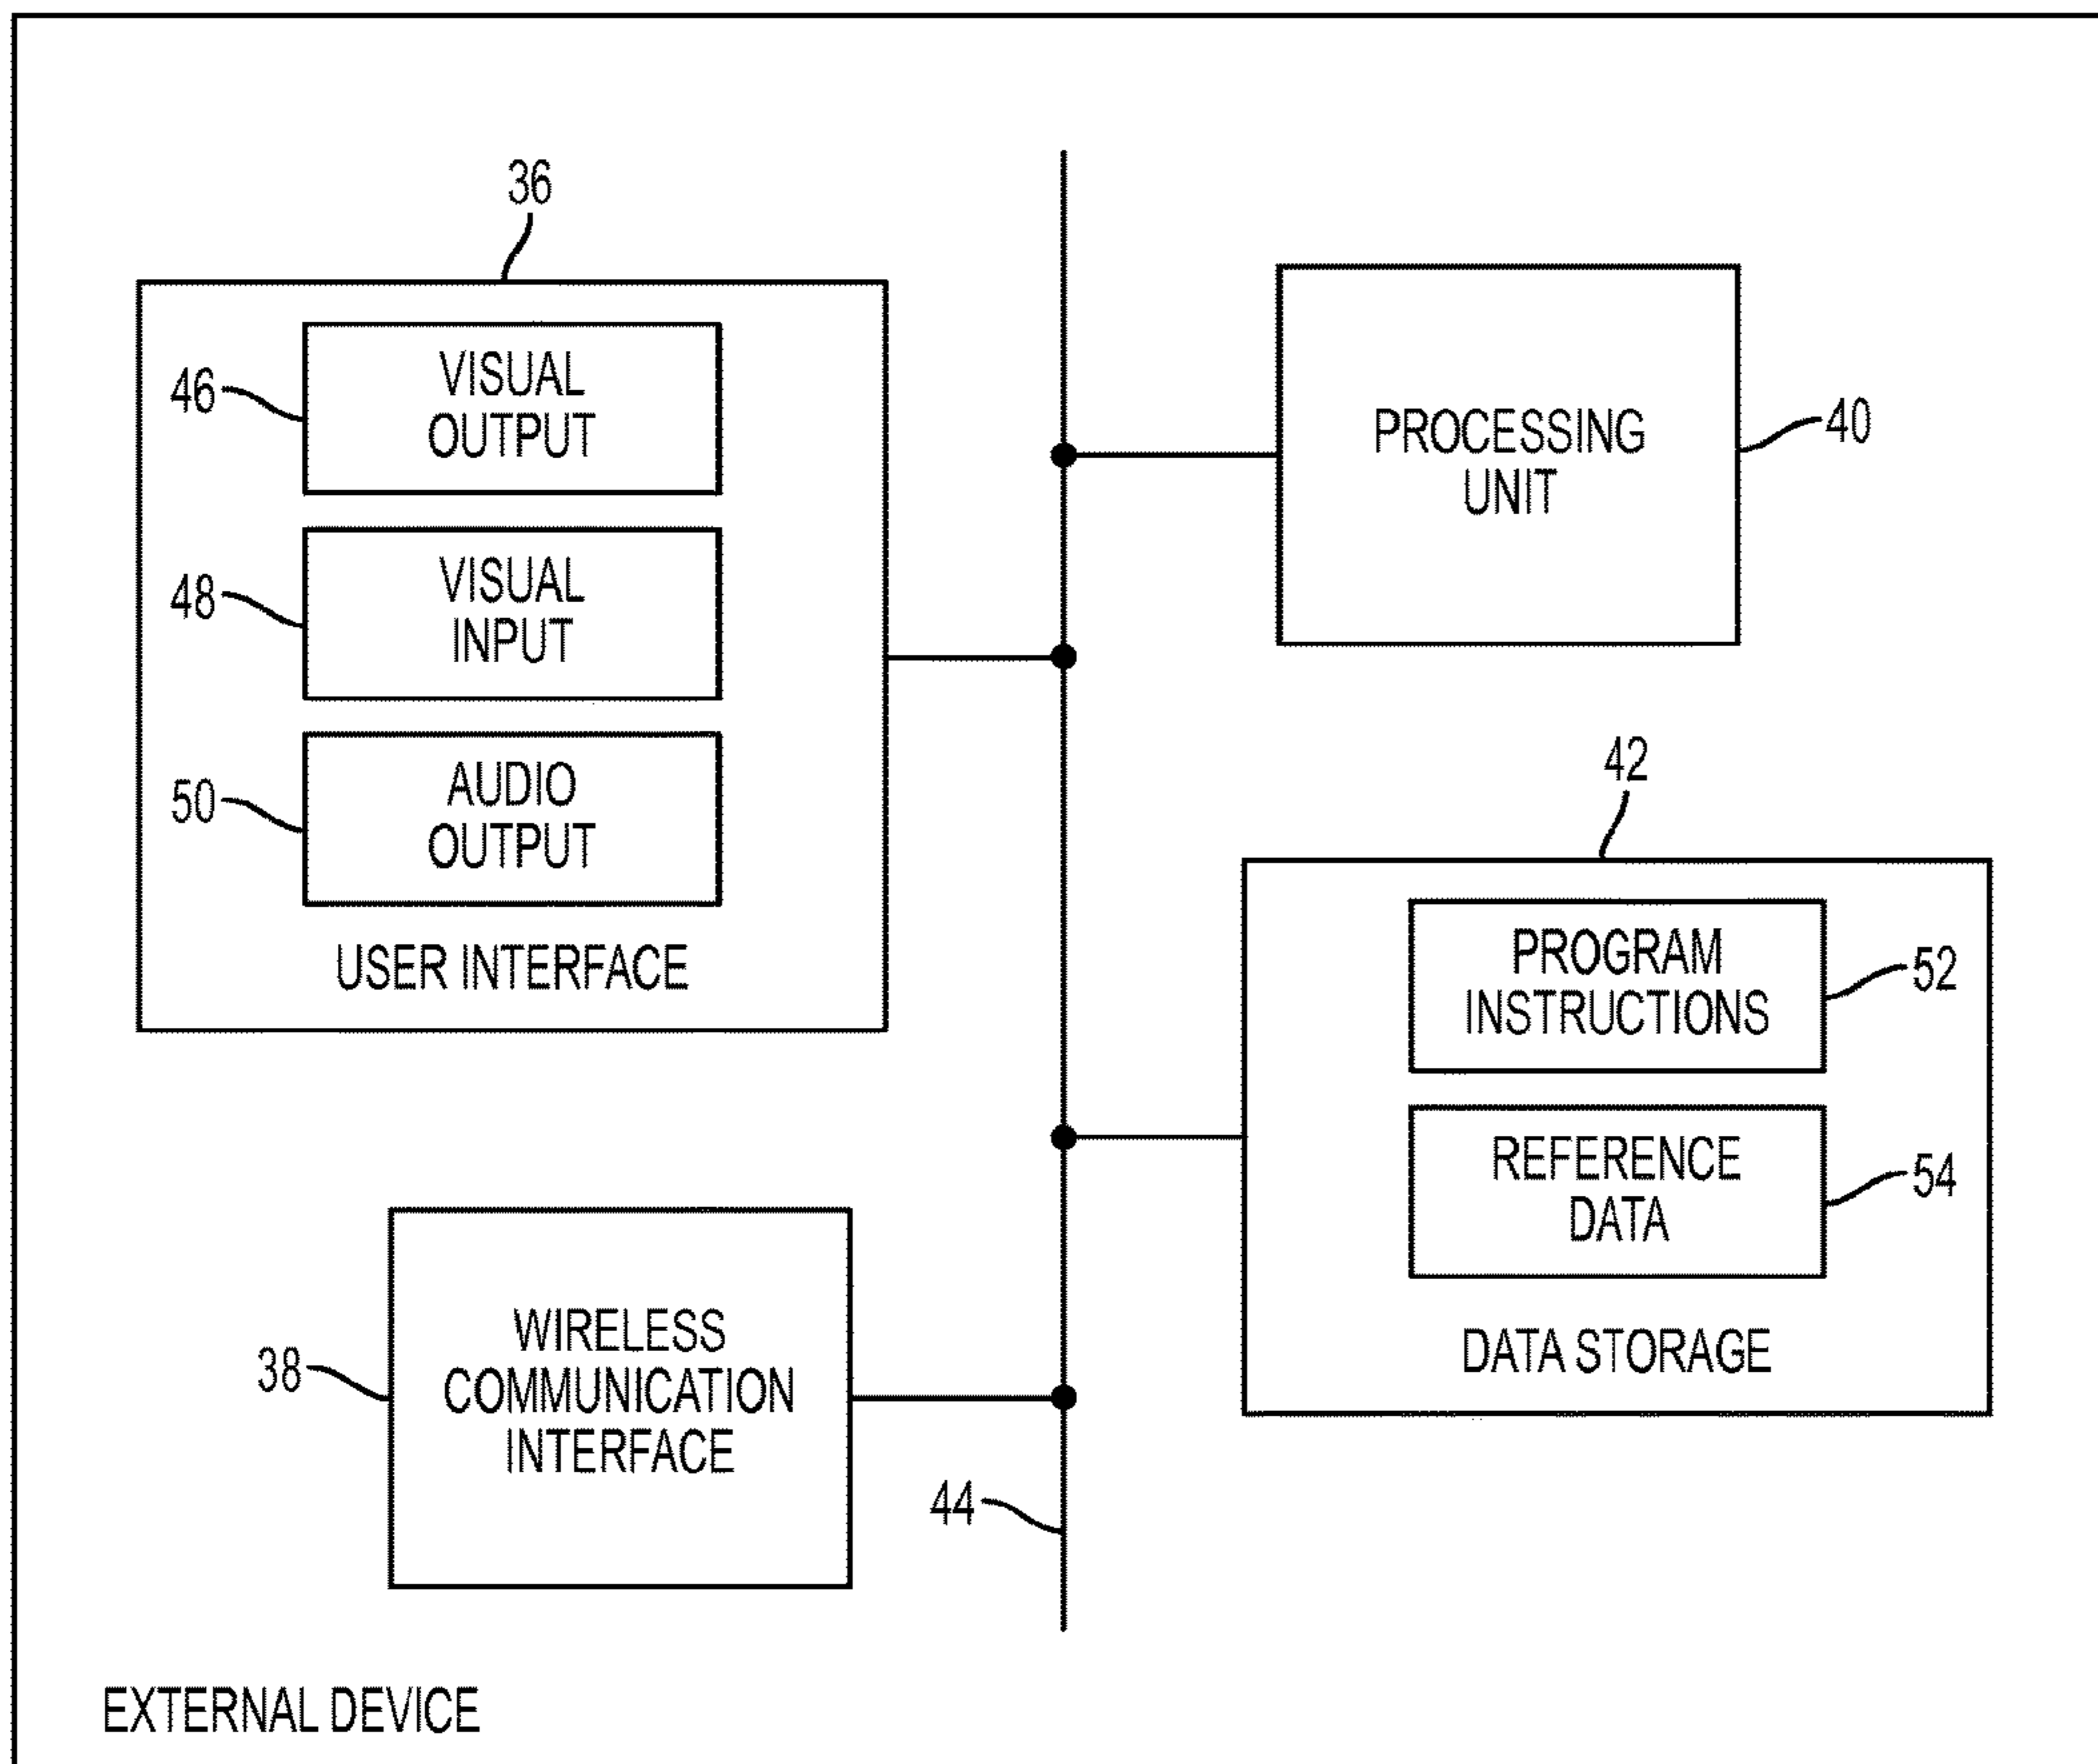 36
46
VISUAL
OUTPUT
48
VISUAL
INPUT
50
AUDIO
OUTPUT
USER INTERFACE
PROCESSING
UNIT
40
42
PROGRAM
INSTRUCTIONS
52
REFERENCE
DATA
54
DATA STORAGE
38
WIRELESS
COMMUNICATION
INTERFACE
44
EXTERNAL DEVICE